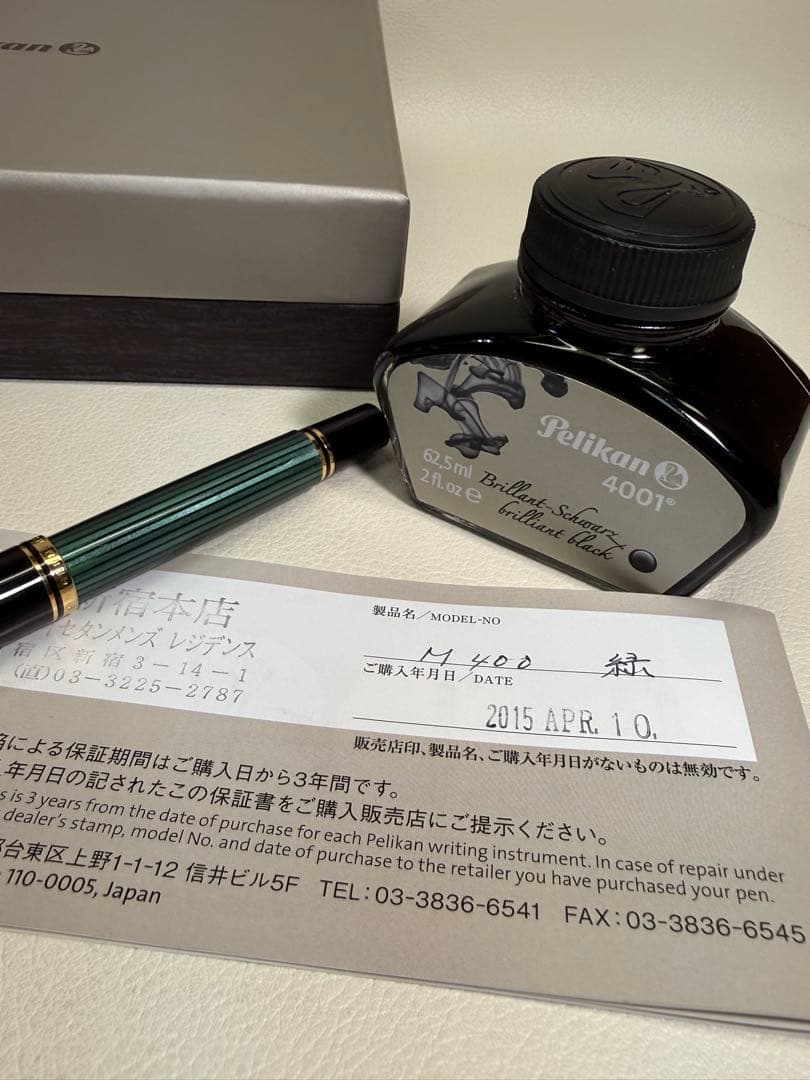 Pelikan
4001®
62,5 ml
2 fl. oz e
Brillant-Schwarz
brilliant black
新宿本店
イセタンメンズ レジデンス
宿区新宿3-14-1
(直)03-3225-2787
製品名/MODEL-NO
M400 緑
ご購入年月日/DATE
2015 APR. 10.
販売店印、製品名、ご購入年月日がないものは無効です。
による保証期間はご購入日から3年間です。
年月日の記されたこの保証書をご購入販売店にご提示ください。
is 3 years from the date of purchase for each Pelikan writing instrument. In case of repair under
dealer's stamp, model No. and date of purchase to the retailer you have purchased your pen.
台東区上野1-1-12 信井ビル5F TEL:03-3836-6541 FAX:03-3836-6545
110-0005, Japan